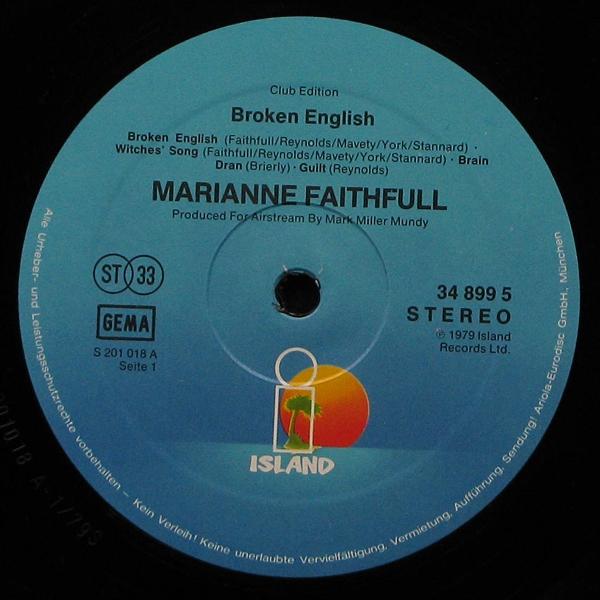 Club Edition
Broken English
Broken English (Faithfull/Reynolds/Mavety/York/Stannard) ·
Witches' Song (Faithfull/Reynolds/Mavety/York/Stannard) · Brain
Dran (Brierly) · Guilt (Reynolds)
MARIANNE FAITHFULL
Produced For Airstream By Mark Miller Mundy
ST 33
GEMA
S 201 018 A
Seite 1
34 899 5
STEREO
℗ 1979 Island
Records Ltd.
ISLAND
Alle Urheber- und Leistungsschutzrechte vorbehalten – Kein Verleih! Keine unerlaubte Vervielfältigung, Vermietung, Aufführung, Sendung! Ariola-Eurodisc GmbH., München